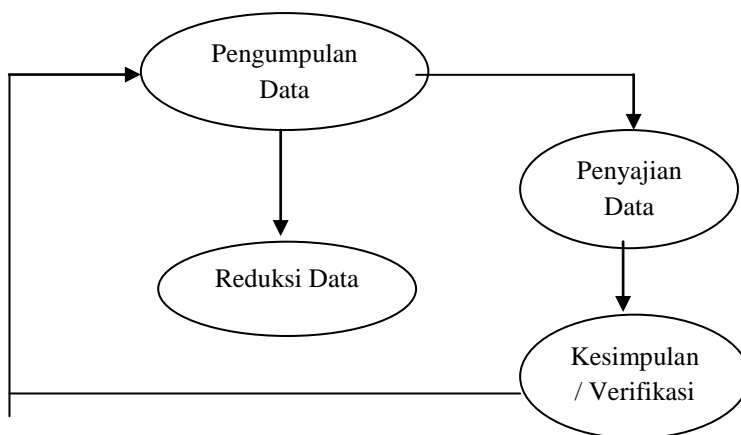 Pengumpulan
Data
Penyajian
Data
Reduksi Data
Kesimpulan
/ Verifikasi